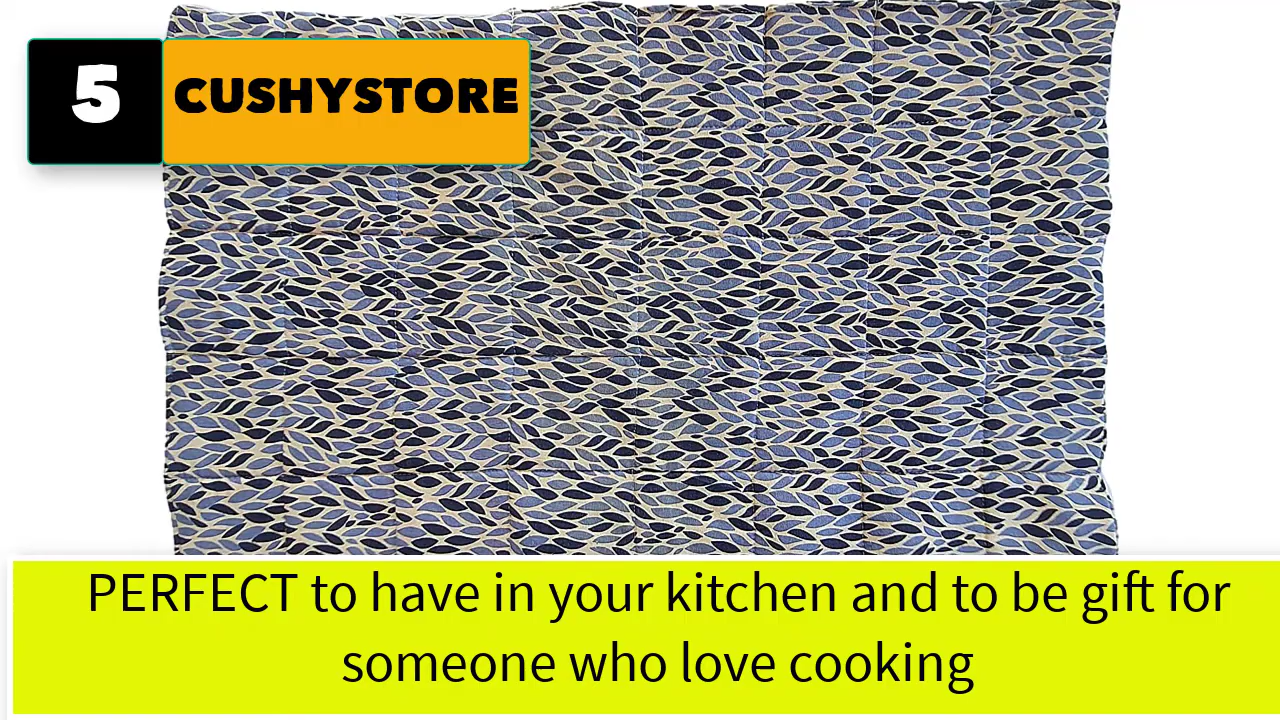 5
CUSHYSTORE
PERFECT to have in your kitchen and to be gift for
someone who love cooking